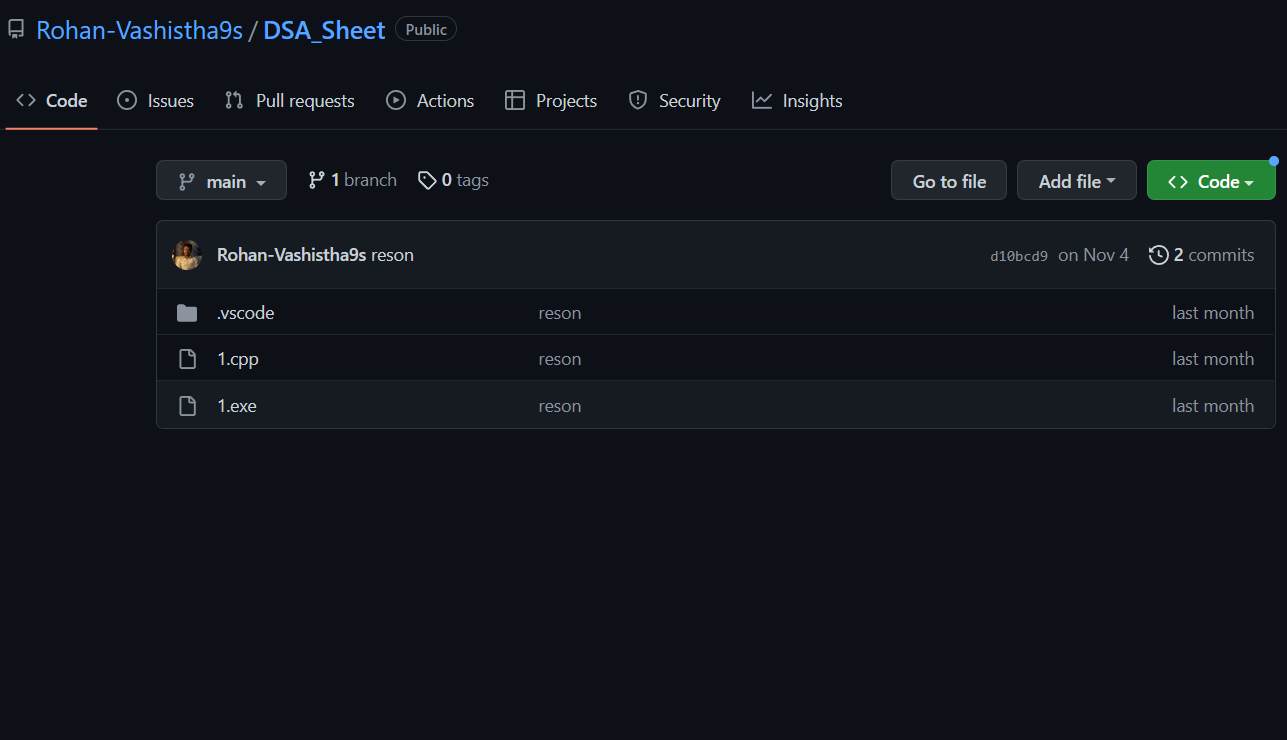 Rohan-Vashistha9s / DSA_Sheet Public
Code Issues Pull requests Actions Projects Security Insights
main 1 branch 0 tags Go to file Add file Code
Rohan-Vashistha9s reson d10bcd9 on Nov 4 2 commits
.vscode reson last month
1.cpp reson last month
1.exe reson last month